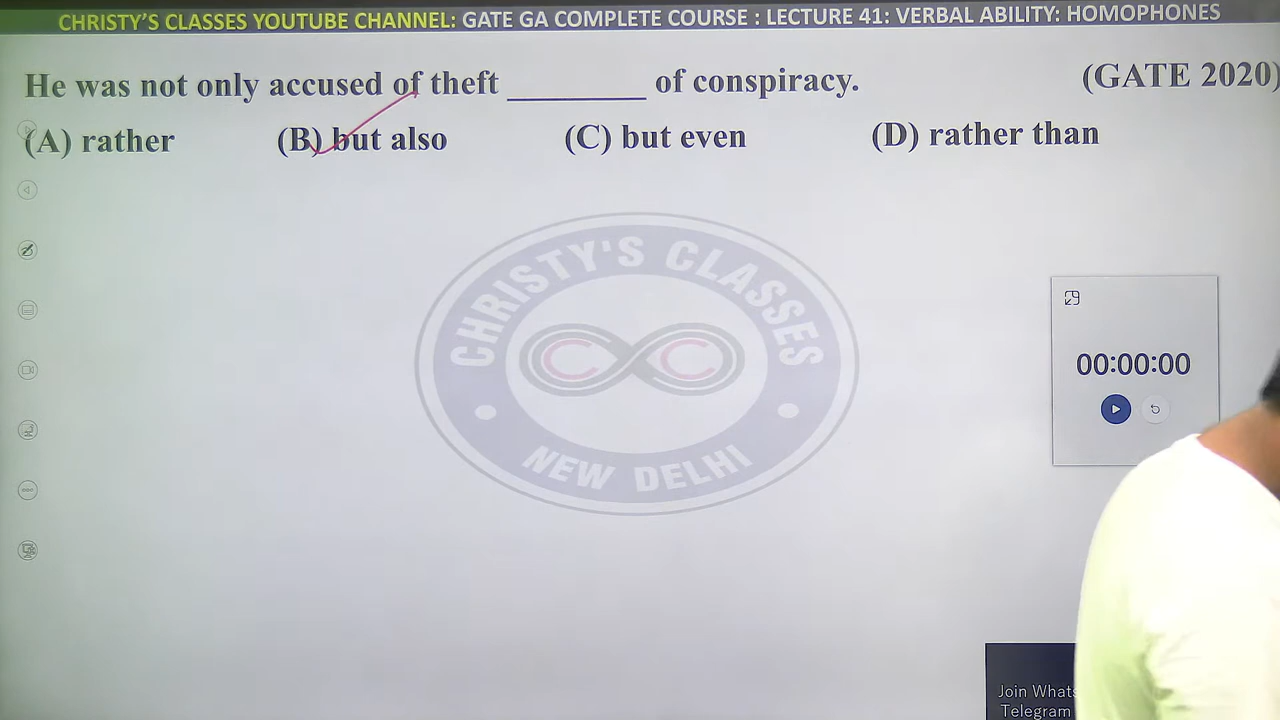 CHRISTY'S CLASSES YOUTUBE CHANNEL: GATE GA COMPLETE COURSE : LECTURE 41: VERBAL ABILITY: HOMOPHONES
He was not only accused of theft ________ of conspiracy. (GATE 2020)
(A) rather (B) but also (C) but even (D) rather than
CHRISTY'S CLASSES
NEW DELHI
00:00:00
Join Whats
Telegram